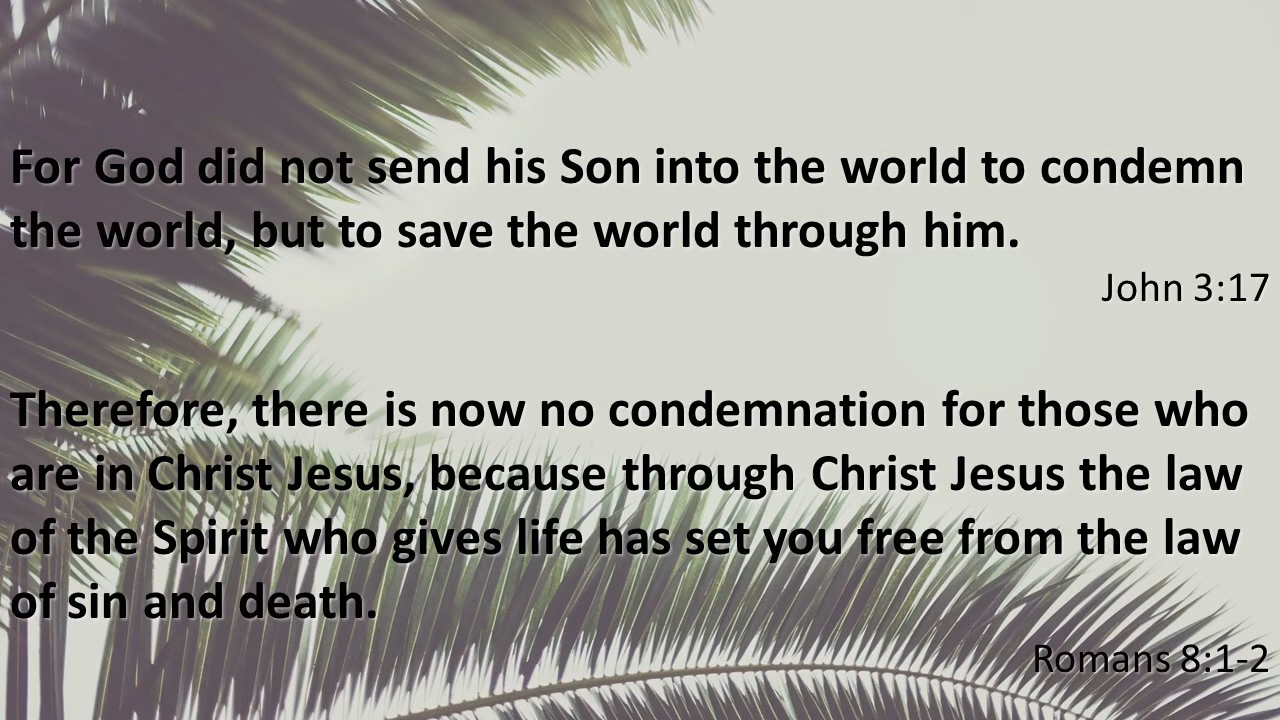 For God did not send his Son into the world to condemn
the world, but to save the world through him.
John 3:17
Therefore, there is now no condemnation for those who
are in Christ Jesus, because through Christ Jesus the law
of the Spirit who gives life has set you free from the law
of sin and death.
Romans 8:1-2